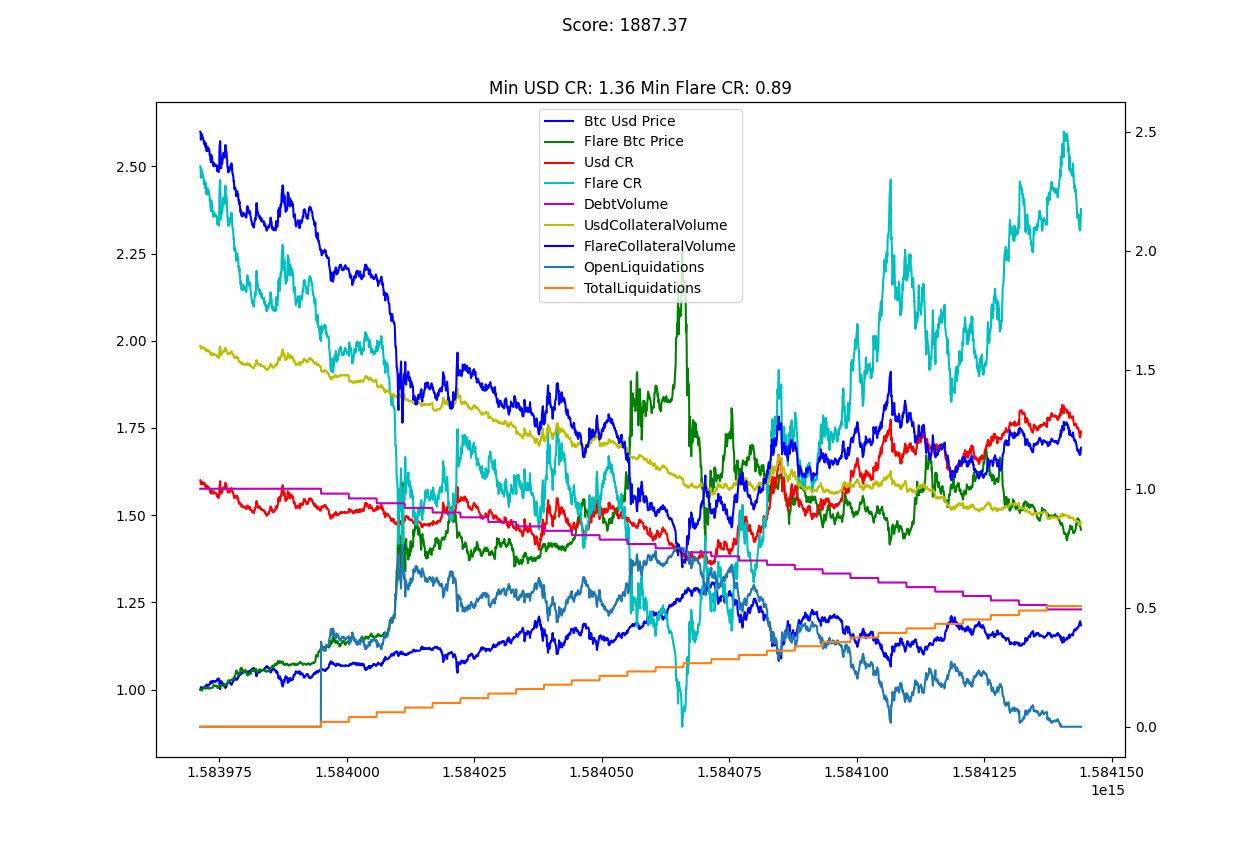 Score: 1887.37
Min USD CR: 1.36 Min Flare CR: 0.89
Btc Usd Price
Flare Btc Price
Usd CR
Flare CR
DebtVolume
UsdCollateralVolume
FlareCollateralVolume
OpenLiquidations
TotalLiquidations
2.50
2.25
2.00
1.75
1.50
1.25
1.00
2.5
2.0
1.5
1.0
0.5
0.0
1.583975
1.584000
1.584025
1.584050
1.584075
1.584100
1.584125
1.584150
1e15